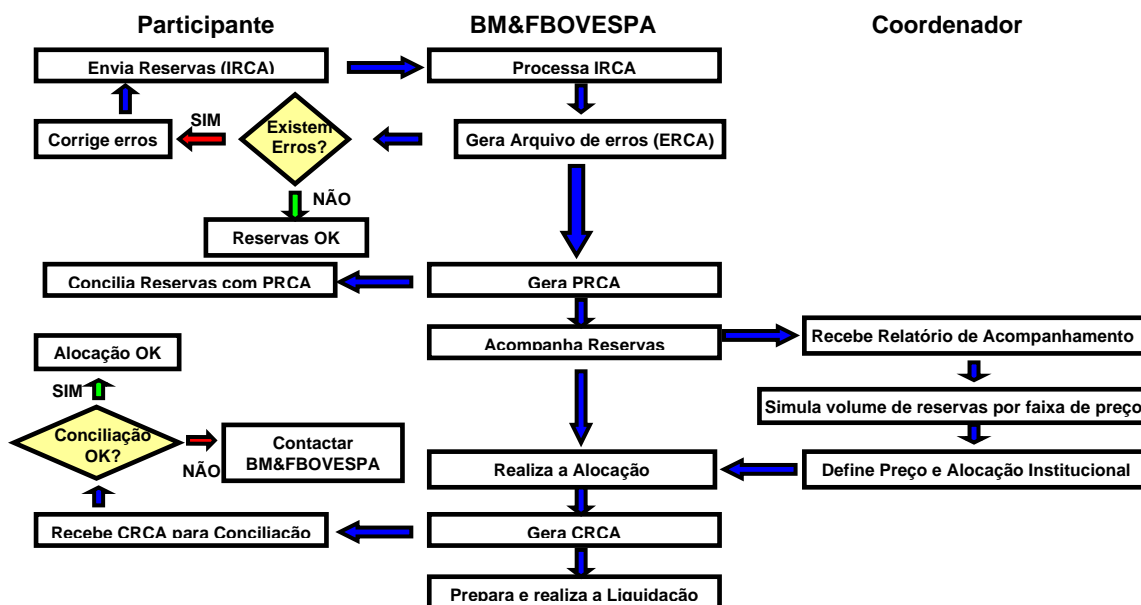 Participante
BM&FBOVESPA
Coordenador
Envia Reservas (IRCA)
Processa IRCA
SIM
Existem
Erros?
Corrige erros
Gera Arquivo de erros (ERCA)
NÃO
Reservas OK
Concilia Reservas com PRCA
Gera PRCA
Acompanha Reservas
Recebe Relatório de Acompanhamento
Alocação OK
SIM
Simula volume de reservas por faixa de preço
Conciliação
OK?
NÃO
Contactar
BM&FBOVESPA
Realiza a Alocação
Define Preço e Alocação Institucional
Recebe CRCA para Conciliação
Gera CRCA
Prepara e realiza a Liquidação